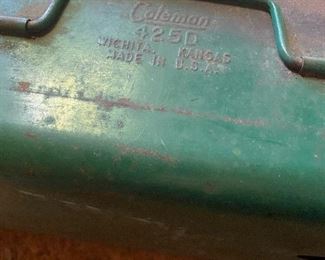 Coleman
425D
WICHITA, KANSAS
MADE IN U.S.A.